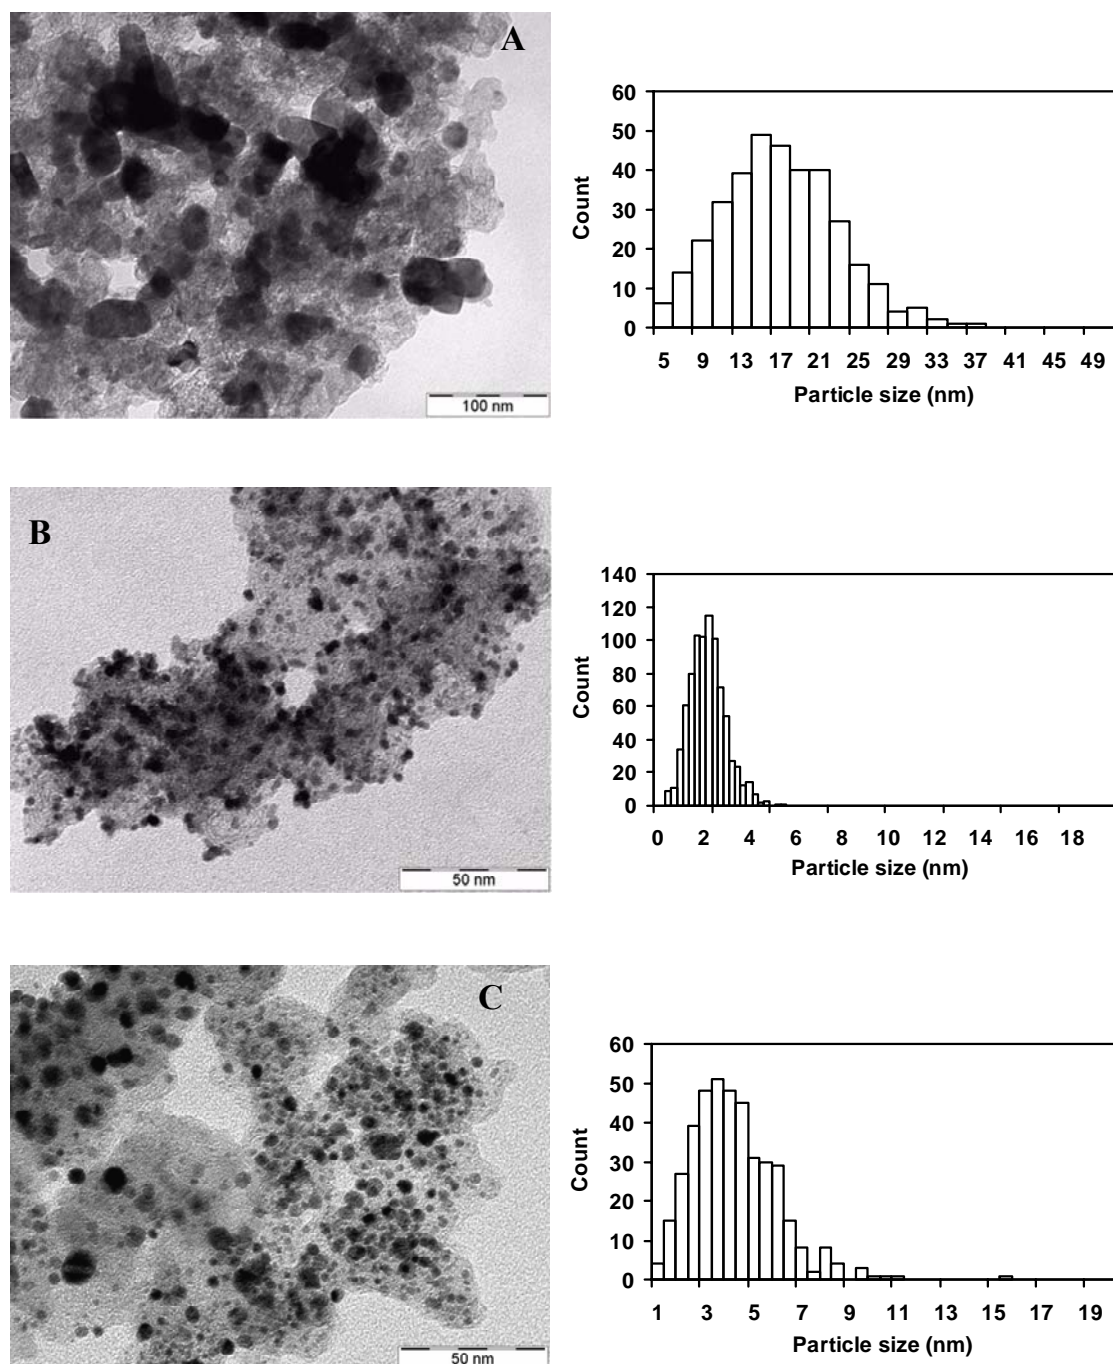 A
100 nm
60
50
40
30
20
10
0
Count
5 9 13 17 21 25 29 33 37 41 45 49
Particle size (nm)
B
50 nm
140
120
100
80
60
40
20
0
Count
0 2 4 6 8 10 12 14 16 18
Particle size (nm)
C
50 nm
60
50
40
30
20
10
0
Count
1 3 5 7 9 11 13 15 17 19
Particle size (nm)